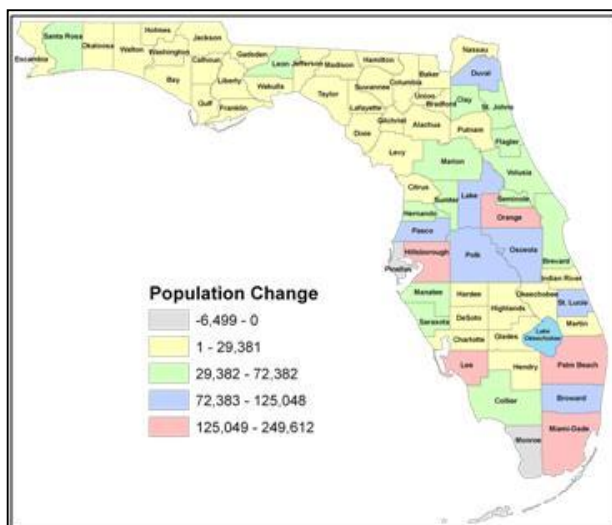 Santa Rosa
Okaloosa
Walton
Holmes
Washington
Jackson
Calhoun
Bay
Gulf
Liberty
Franklin
Gadsden
Leon
Wakulla
Jefferson
Madison
Taylor
Hamilton
Suwannee
Lafayette
Columbia
Dixie
Gilchrist
Baker
Union
Bradford
Nassau
Duval
Clay
St. Johns
Alachua
Putnam
Flagler
Levy
Marion
Volusia
Citrus
Sumter
Lake
Seminole
Hernando
Orange
Pasco
Hillsborough
Polk
Osceola
Brevard
Indian River
Manatee
Hardee
Okeechobee
St. Lucie
Highlands
Sarasota
DeSoto
Martin
Charlotte
Glades
Lake
Okeechobee
Lee
Hendry
Palm Beach
Collier
Broward
Monroe
Miami-Dade
Population Change
-6,499 - 0
1 - 29,381
29,382 - 72,382
72,383 - 125,048
125,049 - 249,612